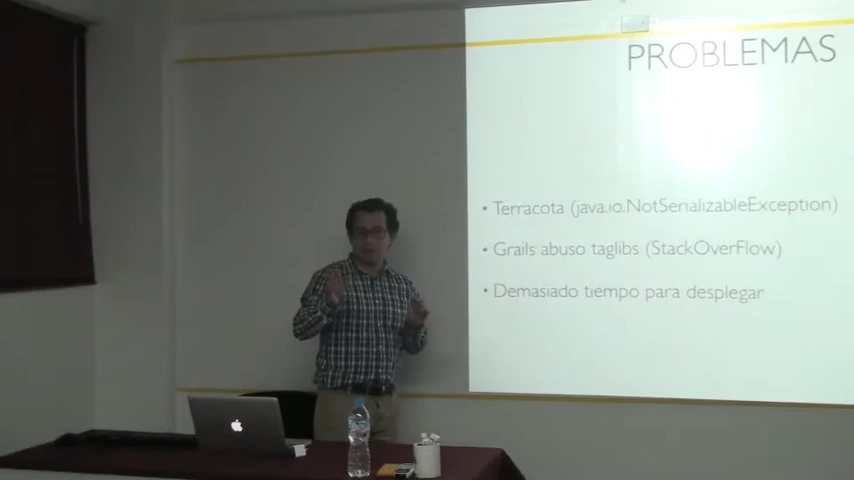 PROBLEMAS
• Terracota (java.io.NotSerializableException)
• Grails abuso taglibs (StackOverFlow)
• Demasiado tiempo para desplegar